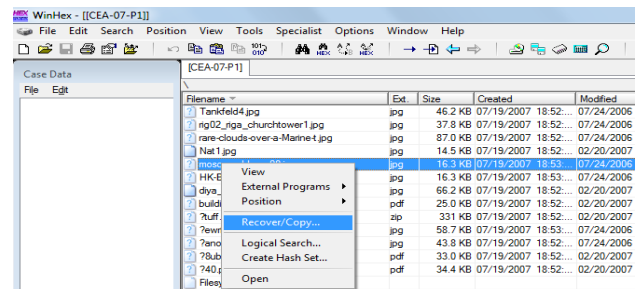 WinHex - [[CEA-07-P1]]
File Edit Search Position View Tools Specialist Options Window Help
Case Data
File Edit
[CEA-07-P1]
\
Filename Ext. Size Created Modified
Tankfeld4.jpg jpg 46.2 KB 07/19/2007 18:52:... 07/24/2006
rig02_riga_churchtower1.jpg jpg 37.8 KB 07/19/2007 18:52:... 07/24/2006
rare-clouds-over-a-Marine-t.jpg jpg 87.0 KB 07/19/2007 18:52:... 07/24/2006
Nat1.jpg jpg 14.5 KB 07/19/2007 18:52:... 02/20/2007
jpg 16.3 KB 07/19/2007 18:53:... 07/24/2006
HK-E jpg 16.3 KB 07/19/2007 18:53:... 07/24/2006
diya_ jpg 66.2 KB 07/19/2007 18:52:... 02/20/2007
buildi pdf 25.0 KB 07/19/2007 18:52:... 02/20/2007
?tuff. zip 331 KB 07/19/2007 18:52:... 02/20/2007
?ewr jpg 58.7 KB 07/19/2007 18:53:... 07/24/2006
?ano jpg 43.8 KB 07/19/2007 18:52:... 07/24/2006
?8ub pdf 33.0 KB 07/19/2007 18:52:... 02/20/2007
?40.p pdf 34.4 KB 07/19/2007 18:52:... 02/20/2007
Filesy
View
External Programs
Position
Recover/Copy...
Logical Search...
Create Hash Set...
Open